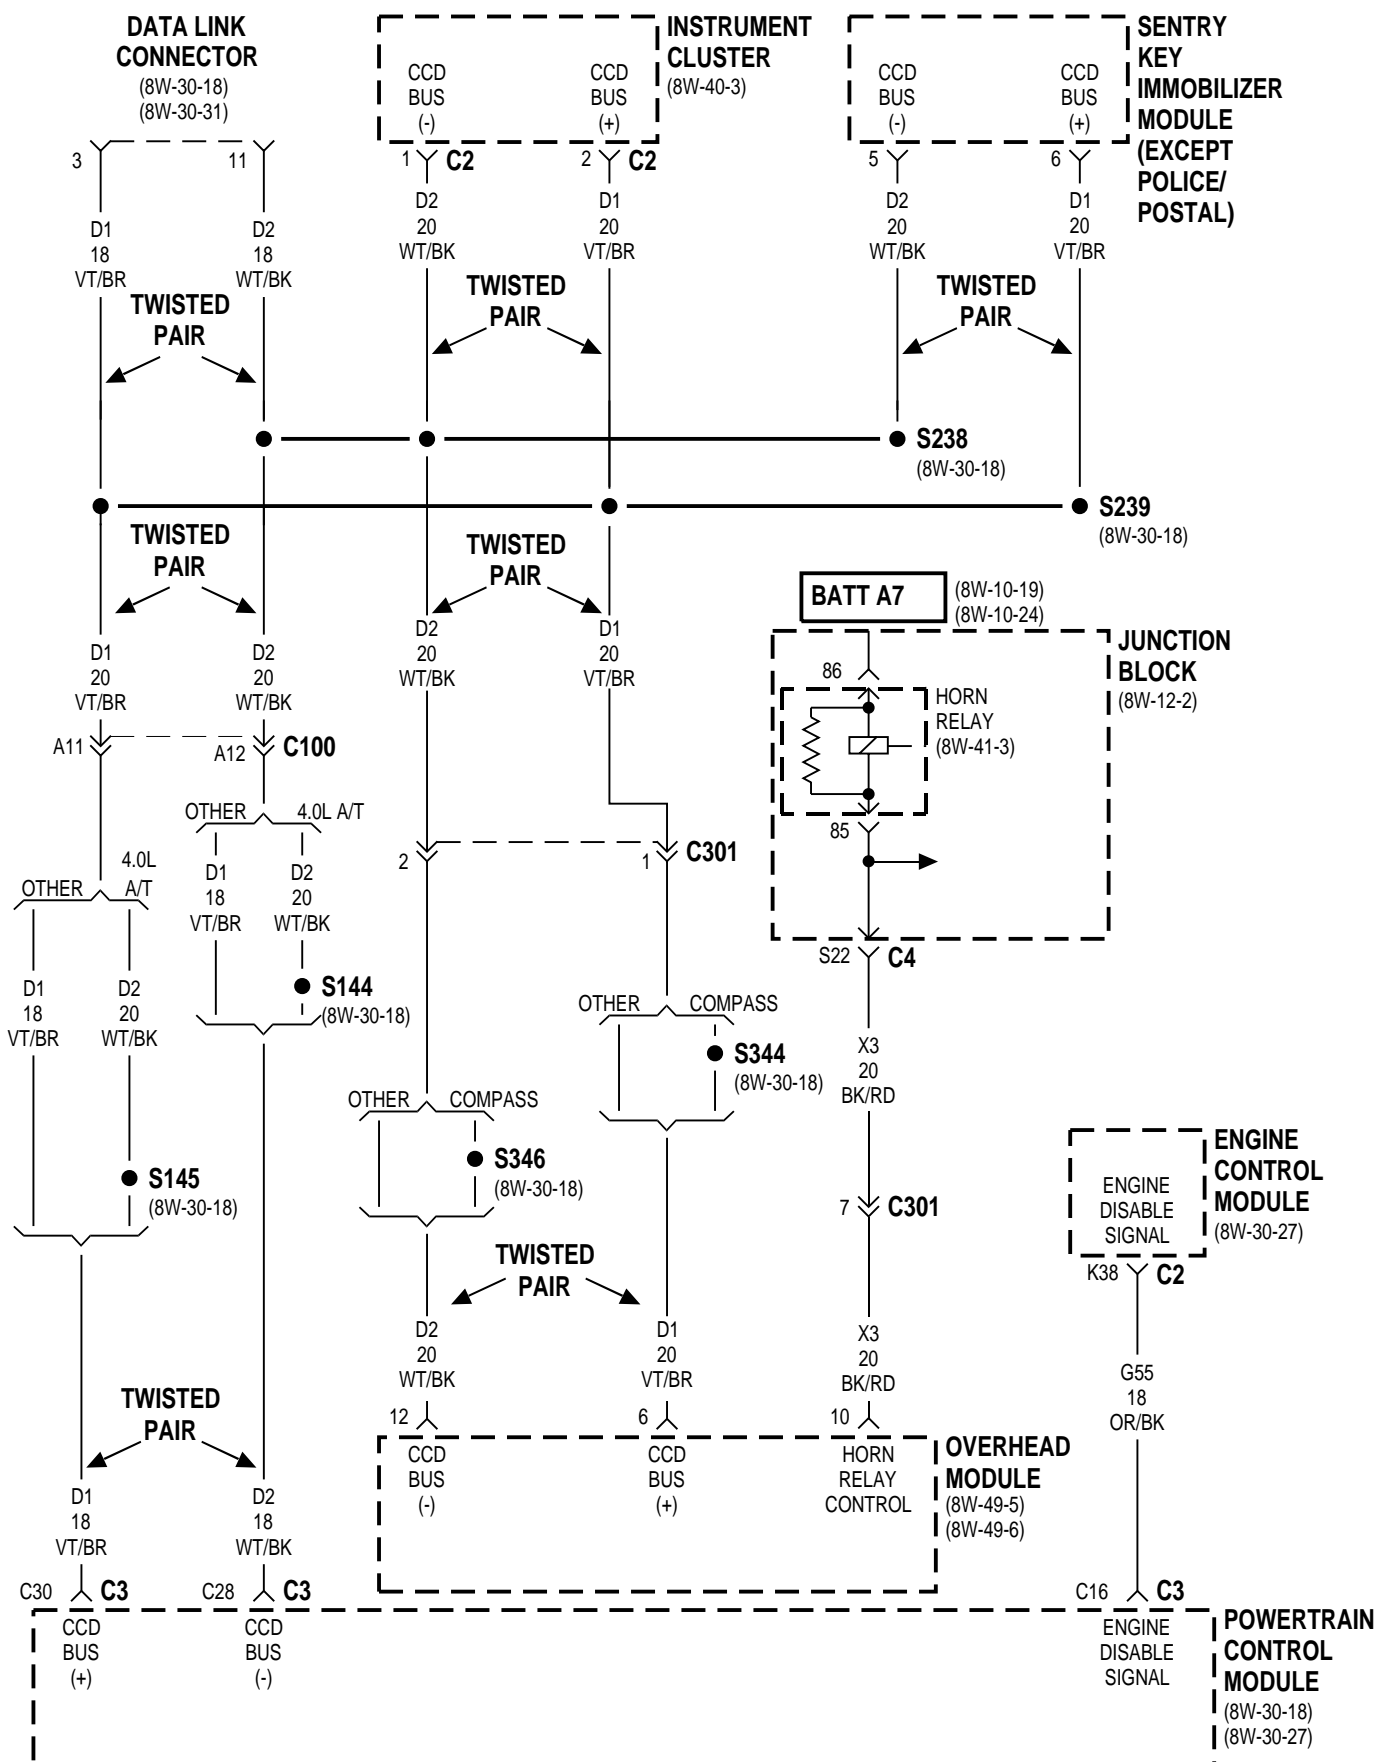 DATA LINK
CONNECTOR
(8W-30-18)
(8W-30-31)
INSTRUMENT
CLUSTER
(8W-40-3)
SENTRY
KEY
IMMOBILIZER
MODULE
(EXCEPT
POLICE/
POSTAL)
CCD
BUS
(-)
CCD
BUS
(+)
CCD
BUS
(-)
CCD
BUS
(+)
3
11
1
C2
2
C2
5
6
D1
18
VT/BR
D2
18
WT/BK
D2
20
WT/BK
D1
20
VT/BR
D2
20
WT/BK
D1
20
VT/BR
TWISTED
PAIR
TWISTED
PAIR
TWISTED
PAIR
S238
(8W-30-18)
S239
(8W-30-18)
TWISTED
PAIR
TWISTED
PAIR
BATT A7
(8W-10-19)
(8W-10-24)
JUNCTION
BLOCK
(8W-12-2)
D1
20
VT/BR
D2
20
WT/BK
D2
20
WT/BK
D1
20
VT/BR
86
HORN
RELAY
(8W-41-3)
85
A11
A12
C100
OTHER
4.0L A/T
D1
18
VT/BR
D2
20
WT/BK
S144
(8W-30-18)
OTHER
4.0L
A/T
D1
18
VT/BR
D2
20
WT/BK
S145
(8W-30-18)
2
1
C301
S22
C4
OTHER
COMPASS
S344
(8W-30-18)
OTHER
COMPASS
S346
(8W-30-18)
X3
20
BK/RD
7
C301
ENGINE
CONTROL
MODULE
(8W-30-27)
ENGINE
DISABLE
SIGNAL
K38
C2
TWISTED
PAIR
D2
20
WT/BK
D1
20
VT/BR
X3
20
BK/RD
G55
18
OR/BK
TWISTED
PAIR
12
6
10
CCD
BUS
(-)
CCD
BUS
(+)
HORN
RELAY
CONTROL
OVERHEAD
MODULE
(8W-49-5)
(8W-49-6)
D1
18
VT/BR
D2
18
WT/BK
C30
C3
C28
C3
C16
C3
CCD
BUS
(+)
CCD
BUS
(-)
ENGINE
DISABLE
SIGNAL
POWERTRAIN
CONTROL
MODULE
(8W-30-18)
(8W-30-27)